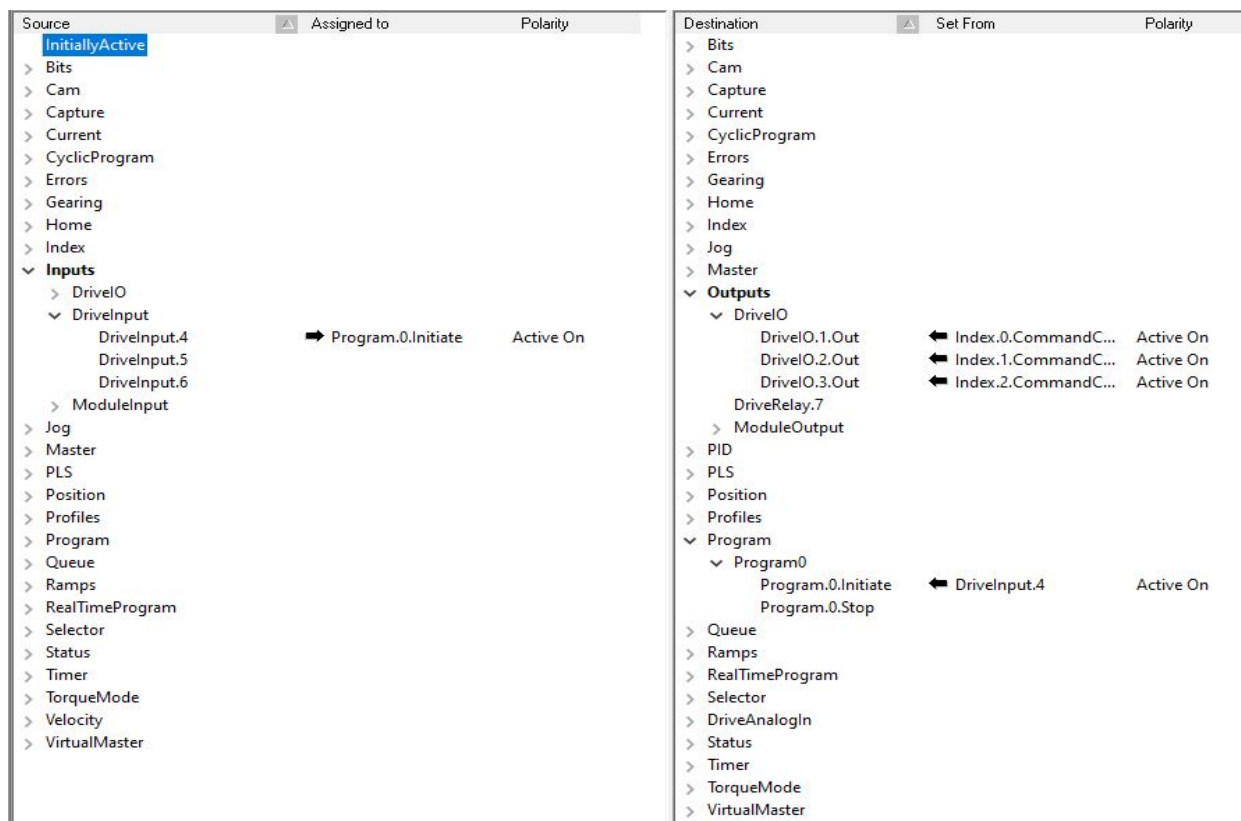 Source Assigned to Polarity
InitiallyActive
Bits
Cam
Capture
Current
CyclicProgram
Errors
Gearing
Home
Index
Inputs
DriveIO
DriveInput
DriveInput.4 Program.0.Initiate Active On
DriveInput.5
DriveInput.6
ModuleInput
Jog
Master
PLS
Position
Profiles
Program
Queue
Ramps
RealTimeProgram
Selector
Status
Timer
TorqueMode
Velocity
VirtualMaster
Destination Set From Polarity
Bits
Cam
Capture
Current
CyclicProgram
Errors
Gearing
Home
Index
Jog
Master
Outputs
DriveIO
DriveIO.1.Out Index.0.CommandC... Active On
DriveIO.2.Out Index.1.CommandC... Active On
DriveIO.3.Out Index.2.CommandC... Active On
DriveRelay.7
ModuleOutput
PID
PLS
Position
Profiles
Program
Program0
Program.0.Initiate DriveInput.4 Active On
Program.0.Stop
Queue
Ramps
RealTimeProgram
Selector
DriveAnalogIn
Status
Timer
TorqueMode
VirtualMaster